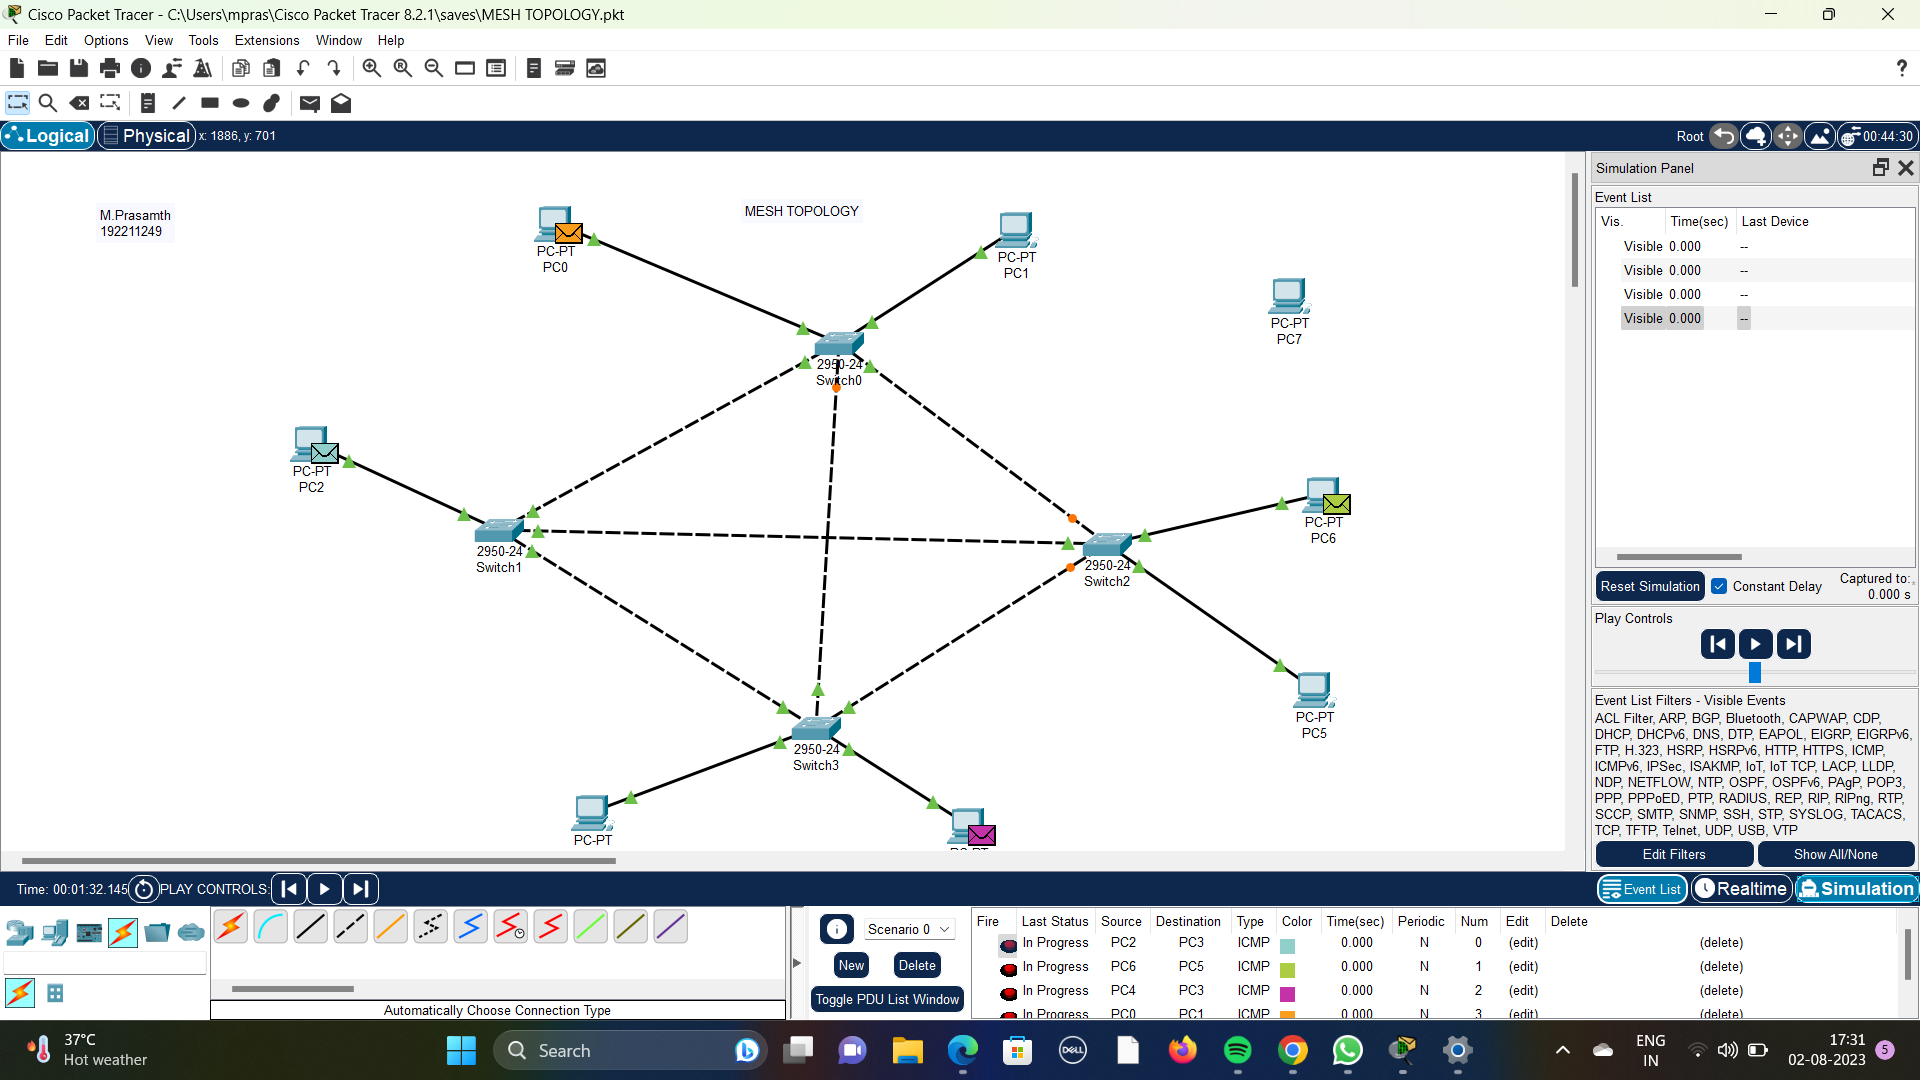 Cisco Packet Tracer - C:\Users\mpras\Cisco Packet Tracer 8.2.1\saves\MESH TOPOLOGY.pkt
File Edit Options View Tools Extensions Window Help
?
Logical Physical x: 1886, y: 701
Root 00:44:30
M.Prasamth
192211249
MESH TOPOLOGY
PC-PT
PC0
PC-PT
PC1
PC-PT
PC7
2950-24
Switch0
PC-PT
PC2
PC-PT
PC6
2950-24
Switch1
2950-24
Switch2
PC-PT
PC5
2950-24
Switch3
PC-PT
PC-PT
Simulation Panel
Event List
Vis. Time(sec) Last Device
Visible 0.000 --
Visible 0.000 --
Visible 0.000 --
Visible 0.000 --
Reset Simulation Constant Delay Captured to:
0.000 s
Play Controls
Event List Filters - Visible Events
ACL Filter, ARP, BGP, Bluetooth, CAPWAP, CDP,
DHCP, DHCPv6, DNS, DTP, EAPOL, EIGRP, EIGRPv6,
FTP, H.323, HSRP, HSRPv6, HTTP, HTTPS, ICMP,
ICMPv6, IPSec, ISAKMP, IoT, IoT TCP, LACP, LLDP,
NDP, NETFLOW, NTP, OSPF, OSPFv6, PAgP, POP3,
PPP, PPPoED, PTP, RADIUS, REP, RIP, RIPng, RTP,
SCCP, SMTP, SNMP, SSH, STP, SYSLOG, TACACS,
TCP, TFTP, Telnet, UDP, USB, VTP
Edit Filters Show All/None
Time: 00:01:32.145 PLAY CONTROLS:
Event List Realtime Simulation
Automatically Choose Connection Type
Scenario 0
New Delete
Toggle PDU List Window
Fire Last Status Source Destination Type Color Time(sec) Periodic Num Edit Delete
In Progress PC2 PC3 ICMP 0.000 N 0 (edit) (delete)
In Progress PC6 PC5 ICMP 0.000 N 1 (edit) (delete)
In Progress PC4 PC3 ICMP 0.000 N 2 (edit) (delete)
In Progress PC0 PC1 ICMP 0.000 N 3 (edit) (delete)
37°C
Hot weather
Search
DELL
ENG
IN
17:31
02-08-2023
5